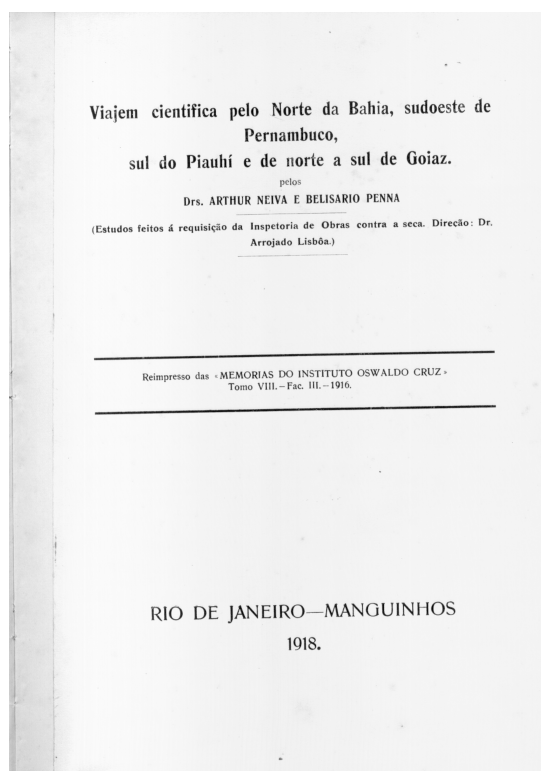 Viajem cientifica pelo Norte da Bahia, sudoeste de
Pernambuco,
sul do Piauhí e de norte a sul de Goiaz.
pelos
Drs. ARTHUR NEIVA E BELISARIO PENNA
(Estudos feitos á requisição da Inspetoria de Obras contra a seca. Direção: Dr.
Arrojado Lisbôa.)
Reimpresso das «MEMORIAS DO INSTITUTO OSWALDO CRUZ»
Tomo VIII.—Fac. III.—1916.
RIO DE JANEIRO—MANGUINHOS
1918.